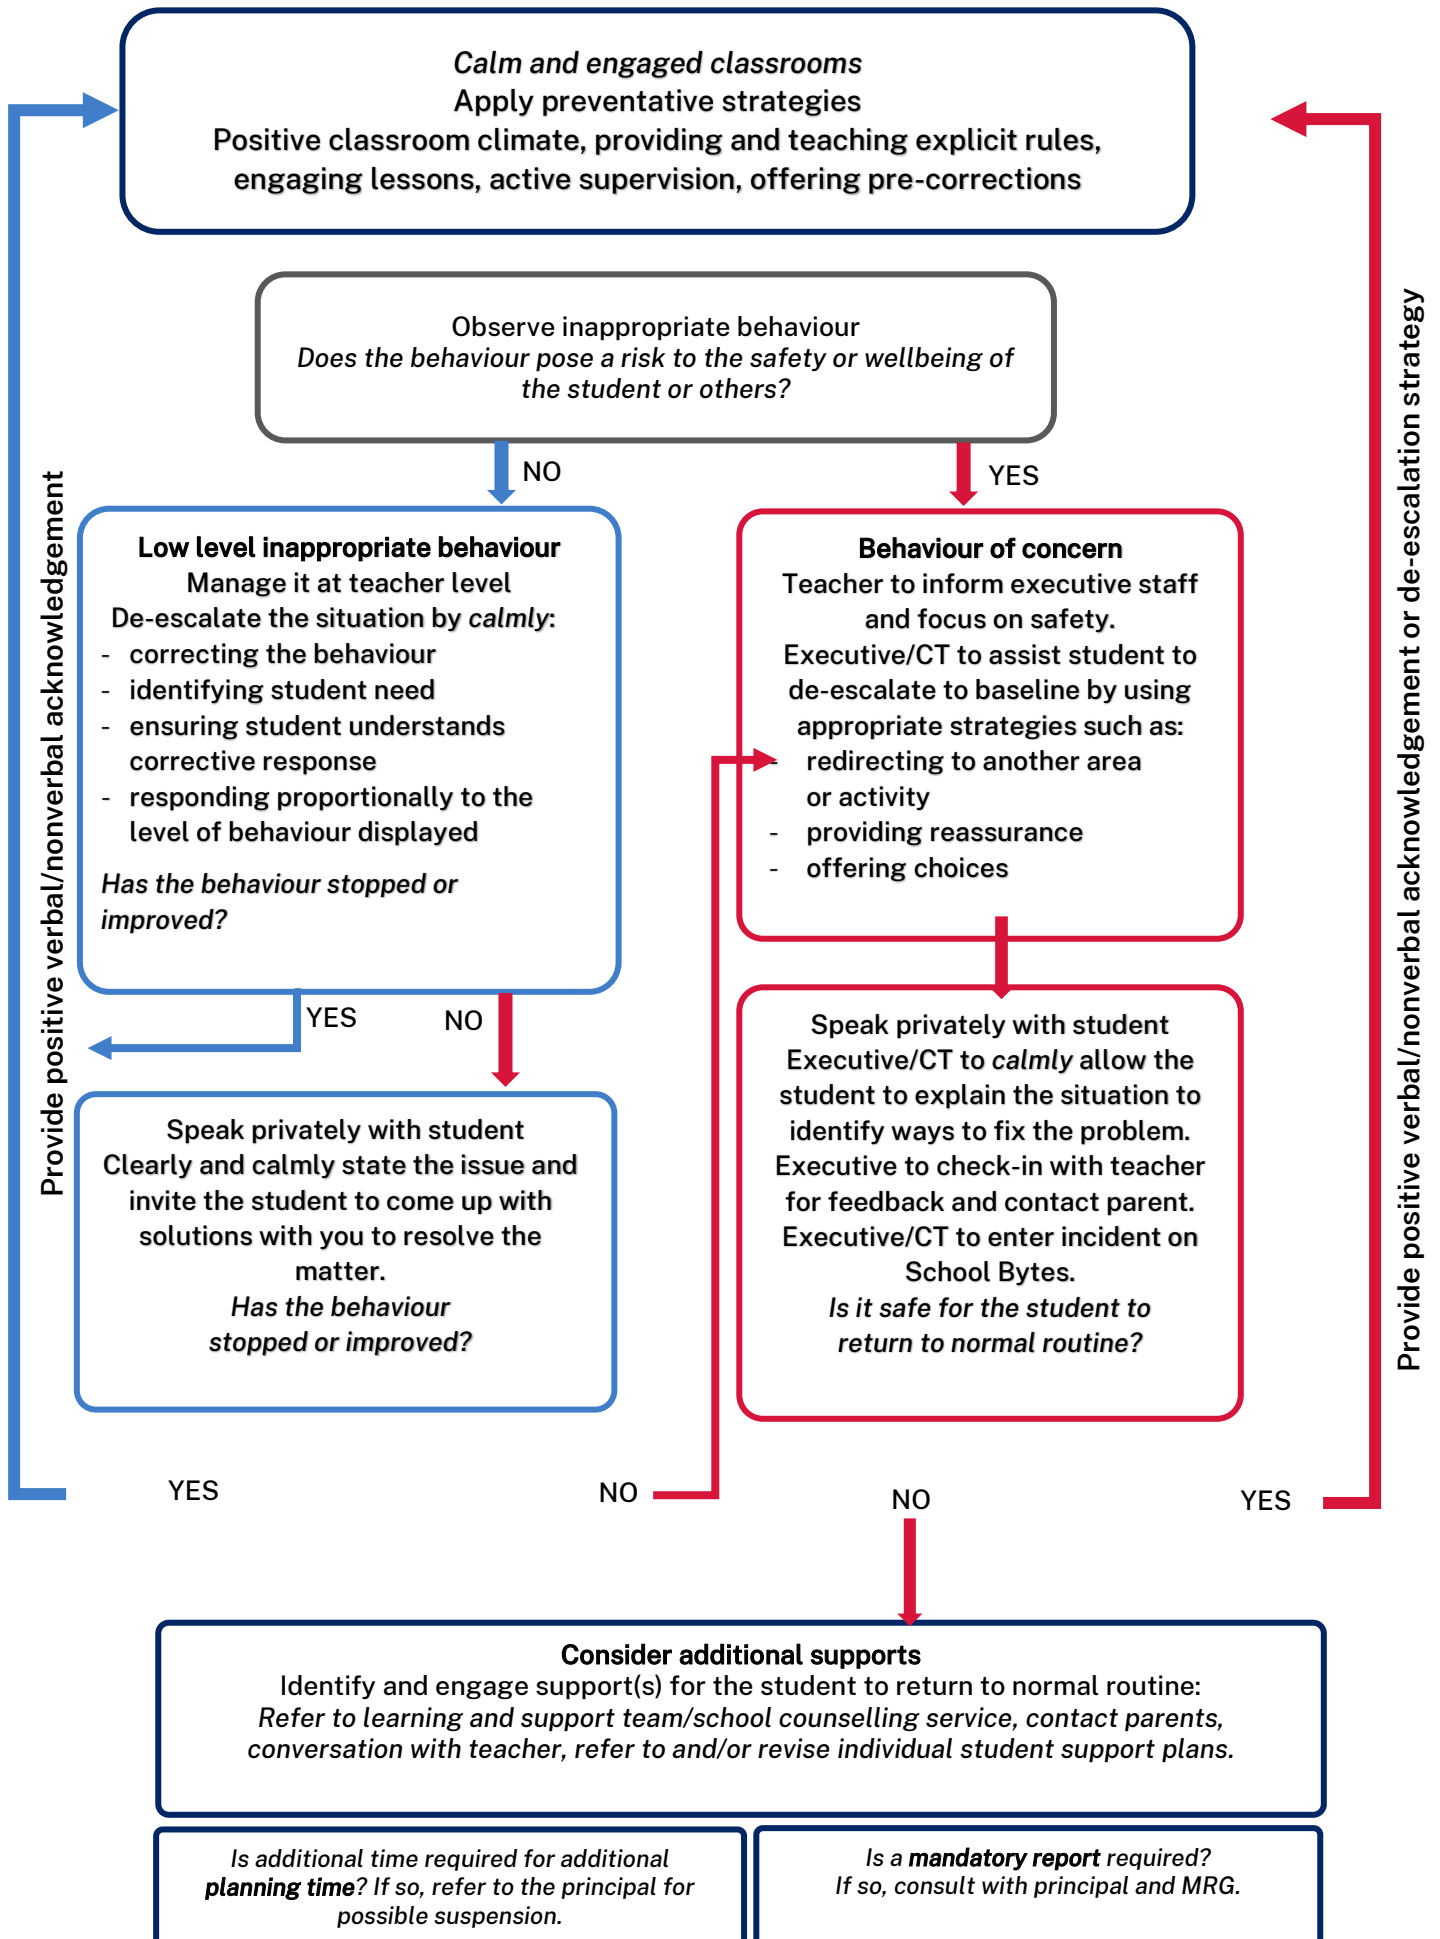 Calm and engaged classrooms
Apply preventative strategies
Positive classroom climate, providing and teaching explicit rules,
engaging lessons, active supervision, offering pre-corrections
Observe inappropriate behaviour
Does the behaviour pose a risk to the safety or wellbeing of
the student or others?
NO
YES
Low level inappropriate behaviour
Manage it at teacher level
De-escalate the situation by calmly:
- correcting the behaviour
- identifying student need
- ensuring student understands
corrective response
- responding proportionally to the
level of behaviour displayed
Has the behaviour stopped or
improved?
YES
NO
Speak privately with student
Clearly and calmly state the issue and
invite the student to come up with
solutions with you to resolve the
matter.
Has the behaviour
stopped or improved?
YES
NO
Provide positive verbal/nonverbal acknowledgement
Behaviour of concern
Teacher to inform executive staff
and focus on safety.
Executive/CT to assist student to
de-escalate to baseline by using
appropriate strategies such as:
- redirecting to another area
or activity
- providing reassurance
- offering choices
Speak privately with student
Executive/CT to calmly allow the
student to explain the situation to
identify ways to fix the problem.
Executive to check-in with teacher
for feedback and contact parent.
Executive/CT to enter incident on
School Bytes.
Is it safe for the student to
return to normal routine?
NO
YES
Provide positive verbal/nonverbal acknowledgement or de-escalation strategy
Consider additional supports
Identify and engage support(s) for the student to return to normal routine:
Refer to learning and support team/school counselling service, contact parents,
conversation with teacher, refer to and/or revise individual student support plans.
Is additional time required for additional
planning time? If so, refer to the principal for
possible suspension.
Is a mandatory report required?
If so, consult with principal and MRG.